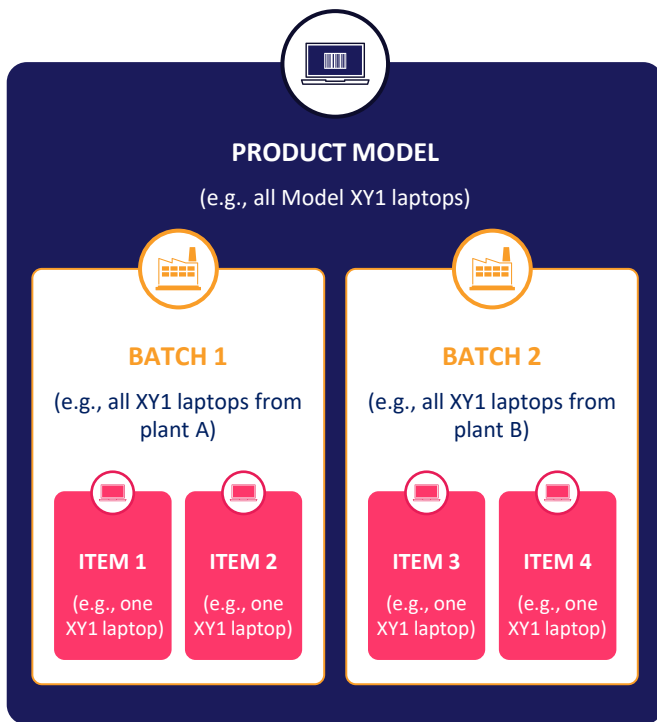 PRODUCT MODEL
(e.g., all Model XY1 laptops)
BATCH 1
(e.g., all XY1 laptops from
plant A)
BATCH 2
(e.g., all XY1 laptops from
plant B)
ITEM 1
(e.g., one
XY1 laptop)
ITEM 2
(e.g., one
XY1 laptop)
ITEM 3
(e.g., one
XY1 laptop)
ITEM 4
(e.g., one
XY1 laptop)